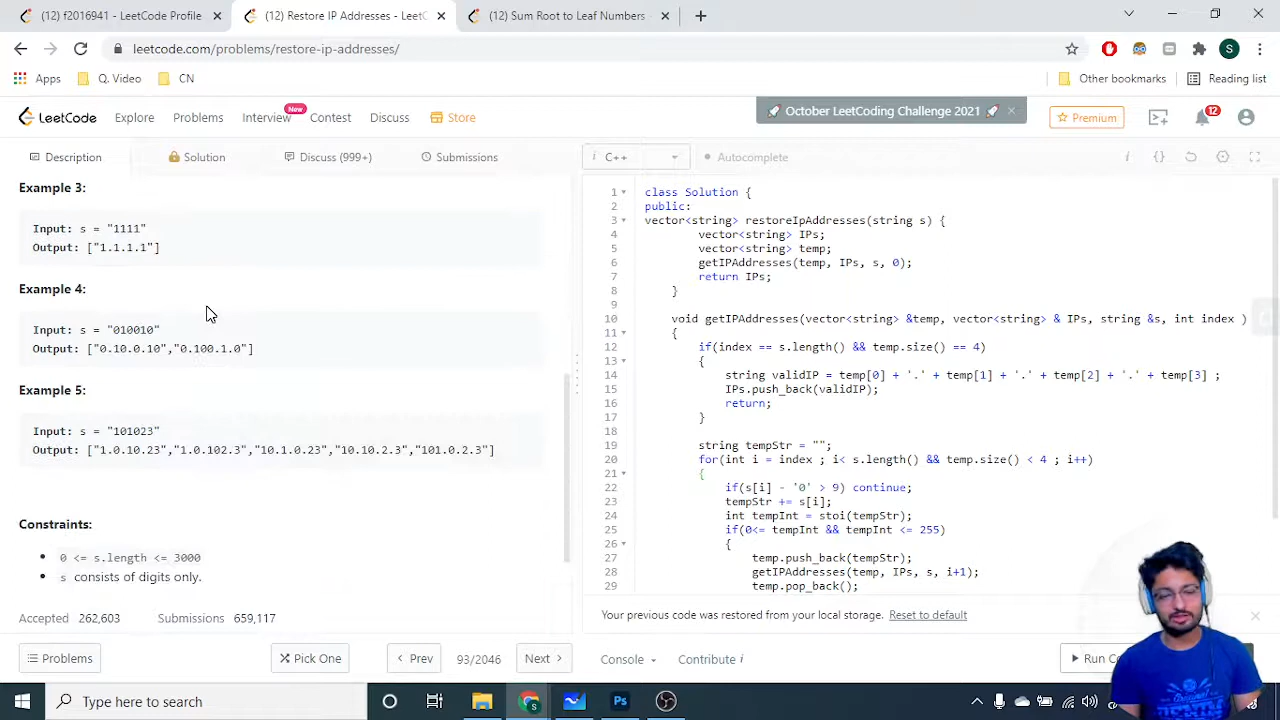 (12) f2016941 - LeetCode Profile
(12) Restore IP Addresses - LeetC
(12) Sum Root to Leaf Numbers -
leetcode.com/problems/restore-ip-addresses/
S
Apps
Q. Video
CN
Other bookmarks
Reading list
LeetCode
Explore
Problems
Interview
New
Contest
Discuss
Store
🚀 October LeetCoding Challenge 2021 🚀
Premium
12
Description
Solution
Discuss (999+)
Submissions
i C++
Autocomplete
Example 3:
Input: s = "1111"
Output: ["1.1.1.1"]
Example 4:
Input: s = "010010"
Output: ["0.10.0.10","0.100.1.0"]
Example 5:
Input: s = "101023"
Output: ["1.0.10.23","1.0.102.3","10.1.0.23","10.10.2.3","101.0.2.3"]
Constraints:
0 <= s.length <= 3000
s consists of digits only.
Accepted 262,603 Submissions 659,117
1 class Solution {
2 public:
3 vector<string> restoreIpAddresses(string s) {
4 vector<string> IPs;
5 vector<string> temp;
6 getIPAddresses(temp, IPs, s, 0);
7 return IPs;
8 }
9
10 void getIPAddresses(vector<string> &temp, vector<string> & IPs, string &s, int index )
11 {
12 if(index == s.length() && temp.size() == 4)
13 {
14 string validIP = temp[0] + '.' + temp[1] + '.' + temp[2] + '.' + temp[3] ;
15 IPs.push_back(validIP);
16 return;
17 }
18
19 string tempStr = "";
20 for(int i = index ; i< s.length() && temp.size() < 4 ; i++)
21 {
22 if(s[i] - '0' > 9) continue;
23 tempStr += s[i];
24 int tempInt = stoi(tempStr);
25 if(0<= tempInt && tempInt <= 255)
26 {
27 temp.push_back(tempStr);
28 getIPAddresses(temp, IPs, s, i+1);
29 temp.pop_back();
Your previous code was restored from your local storage. Reset to default
Problems
Pick One
Prev
93/2046
Next
Console
Contribute i
Run Co
Type here to search
Ps